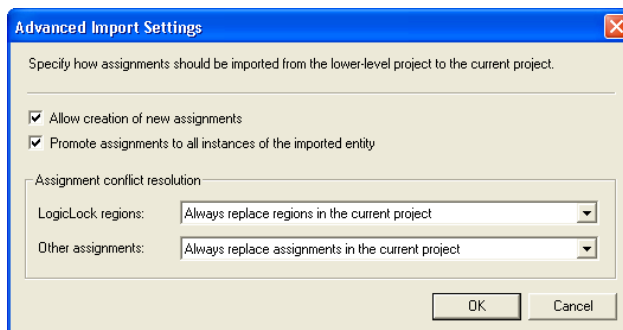 Advanced Import Settings
Specify how assignments should be imported from the lower-level project to the current project.
Allow creation of new assignments
Promote assignments to all instances of the imported entity
Assignment conflict resolution
LogicLock regions: Always replace regions in the current project
Other assignments: Always replace assignments in the current project
OK Cancel